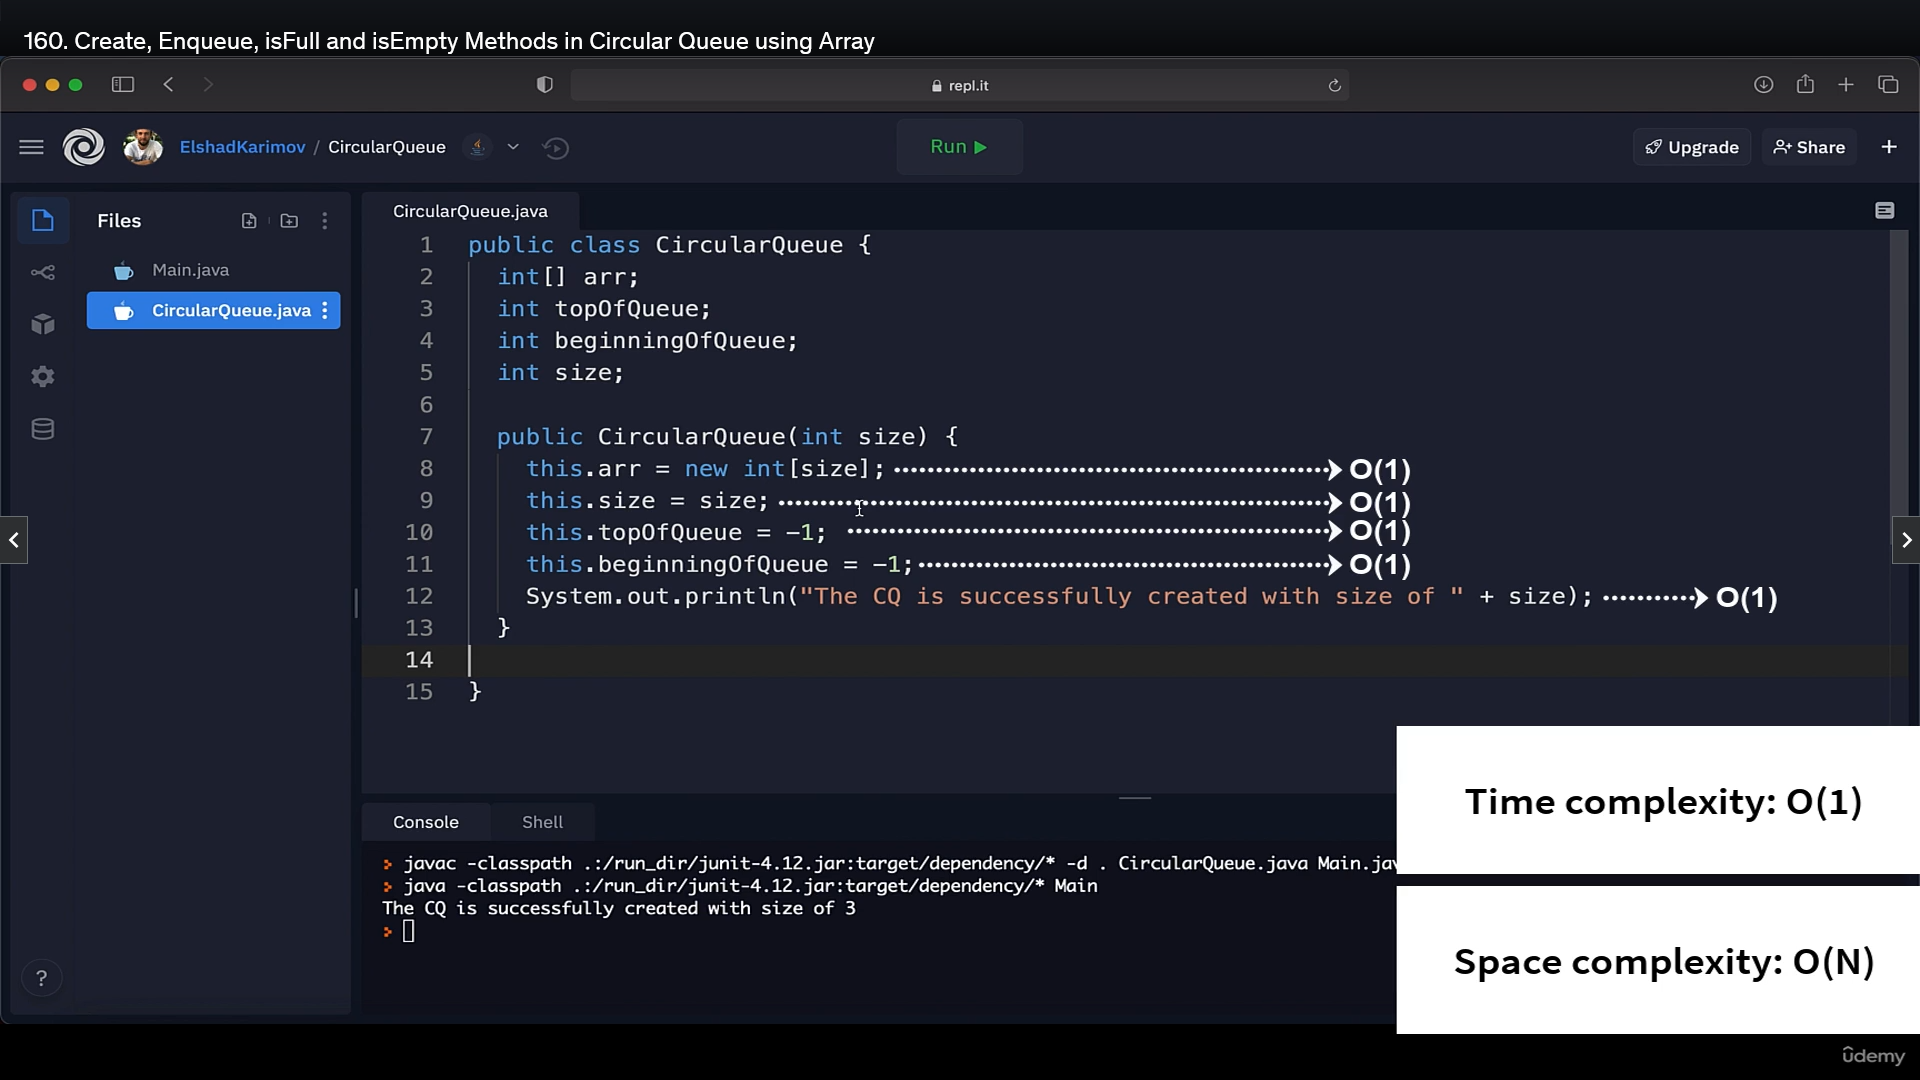 160. Create, Enqueue, isFull and isEmpty Methods in Circular Queue using Array
repl.it
ElshadKarimov / CircularQueue
Run
Upgrade
Share
Files
Main.java
CircularQueue.java
CircularQueue.java
1 public class CircularQueue {
2 int[] arr;
3 int topOfQueue;
4 int beginningOfQueue;
5 int size;
6
7 public CircularQueue(int size) {
8 this.arr = new int[size]; O(1)
9 this.size = size; O(1)
10 this.topOfQueue = -1; O(1)
11 this.beginningOfQueue = -1; O(1)
12 System.out.println("The CQ is successfully created with size of " + size); O(1)
13 }
14
15 }
Time complexity: O(1)
Space complexity: O(N)
Console
Shell
javac -classpath .:/run_dir/junit-4.12.jar:target/dependency/* -d . CircularQueue.java Main.jav
java -classpath .:/run_dir/junit-4.12.jar:target/dependency/* Main
The CQ is successfully created with size of 3
?
ûdemy